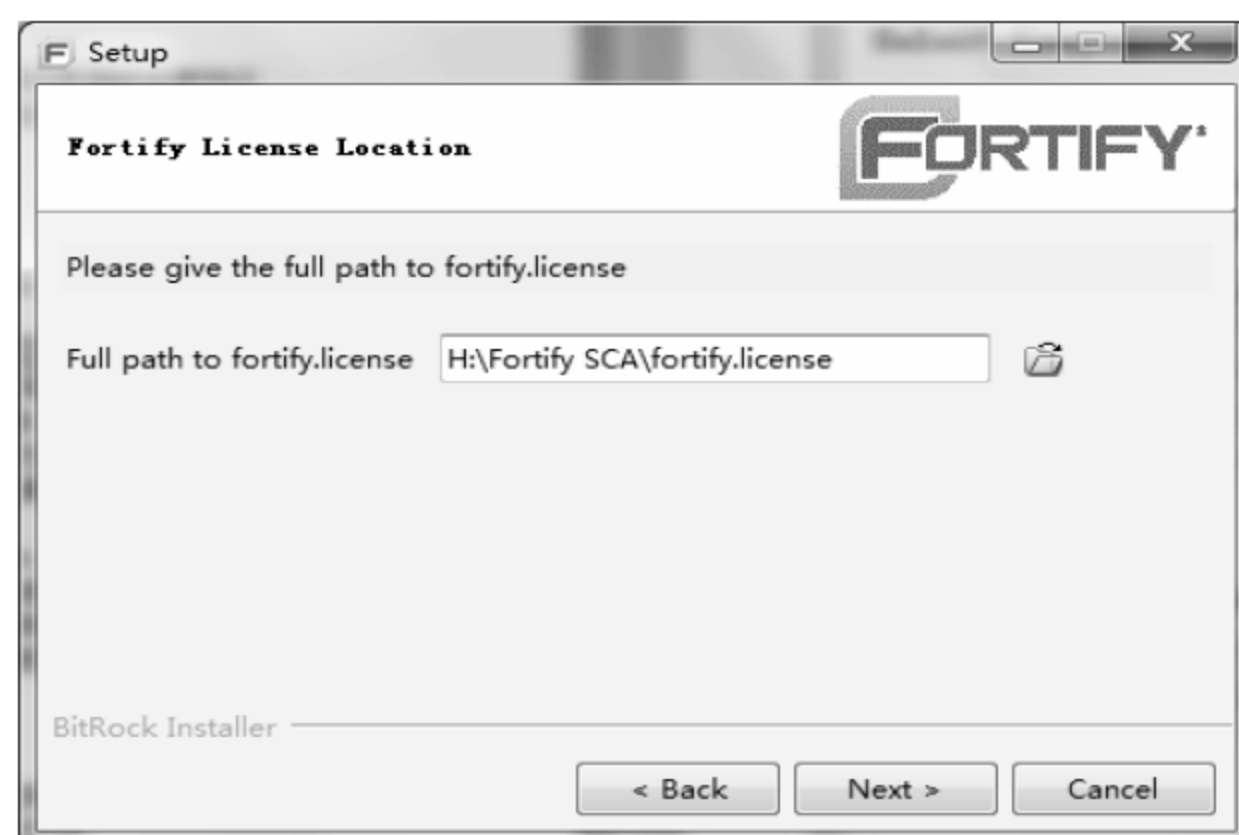 Setup
Fortify License Location
FORTIFY
Please give the full path to fortify.license
Full path to fortify.license H:\Fortify SCA\fortify.license
BitRock Installer
< Back Next > Cancel